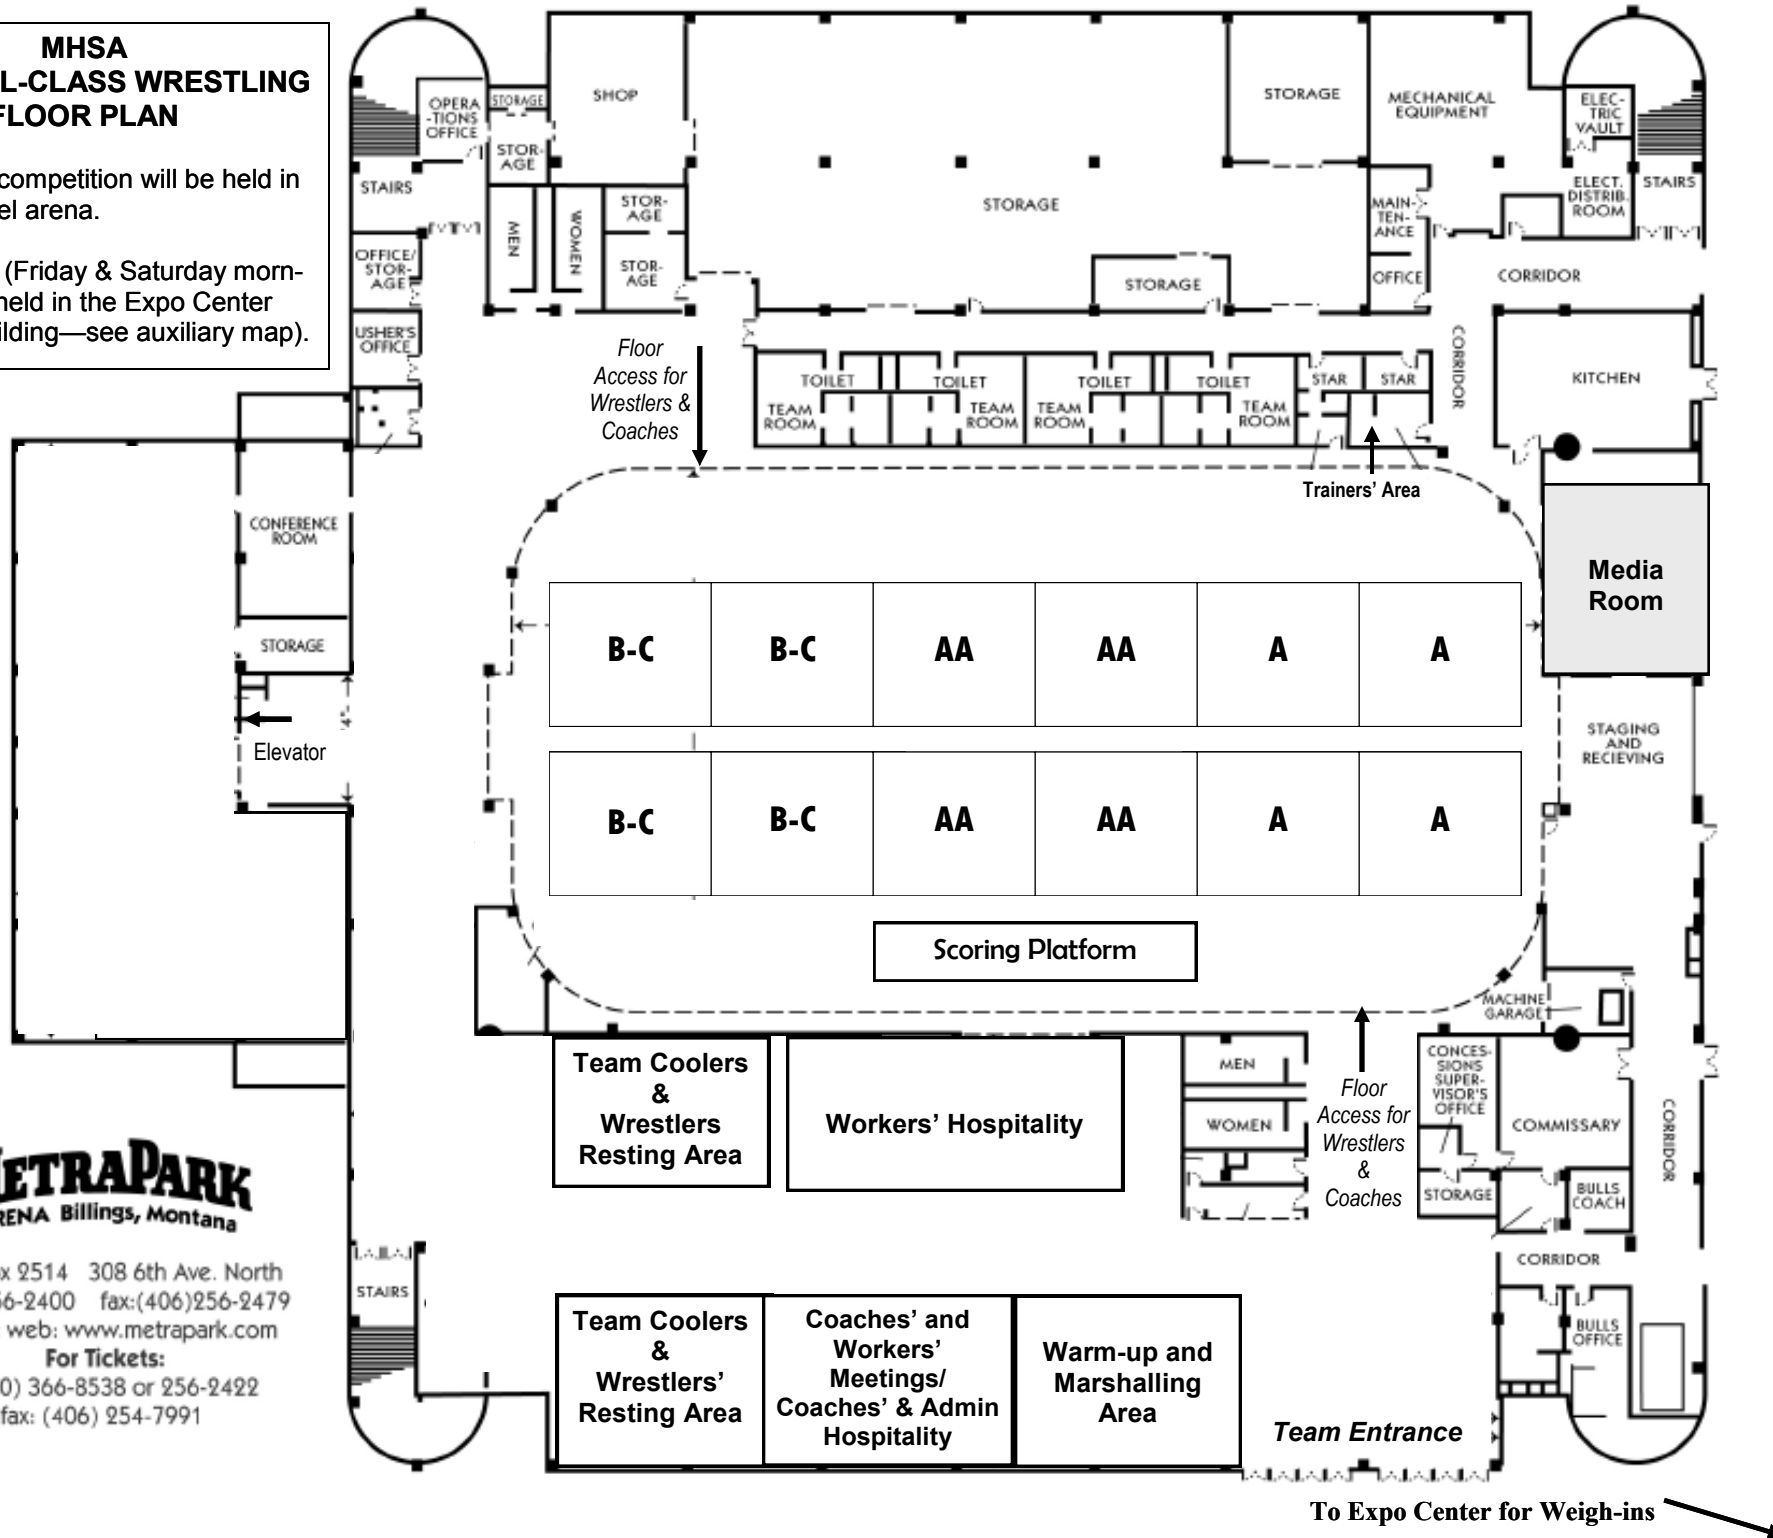 MHSA
L-CLASS WRESTLING
FLOOR PLAN
competition will be held in
el arena.
(Friday & Saturday morn-
held in the Expo Center
ilding—see auxiliary map).
OPERA
-TIONS
OFFICE
STORAGE
STOR-
AGE
SHOP
STORAGE
MECHANICAL
EQUIPMENT
ELEC-
TRIC
VAULT
STAIRS
MEN
WOMEN
STOR-
AGE
STOR-
AGE
STORAGE
STORAGE
MAIN-
TEN-
ANCE
OFFICE
ELECT.
DISTRIB.
ROOM
STAIRS
CORRIDOR
OFFICE/
STOR-
AGE
USHER'S
OFFICE
Floor
Access for
Wrestlers &
Coaches
TOILET
TOILET
TOILET
TOILET
STAR
STAR
TEAM
ROOM
TEAM
ROOM
TEAM
ROOM
TEAM
ROOM
CORRIDOR
KITCHEN
Trainers' Area
CONFERENCE
ROOM
STORAGE
Elevator
Media
Room
B-C
B-C
AA
AA
A
A
STAGING
AND
RECIEVING
B-C
B-C
AA
AA
A
A
Scoring Platform
MACHINE
GARAGE
Team Coolers
&
Wrestlers
Resting Area
Workers' Hospitality
MEN
WOMEN
Floor
Access for
Wrestlers
&
Coaches
CONCES-
SIONS
SUPER-
VISOR'S
OFFICE
COMMISSARY
CORRIDOR
STORAGE
BULLS
COACH
CORRIDOR
BULLS
OFFICE
METRAPARK
RENA Billings, Montana
x 2514 308 6th Ave. North
56-2400 fax:(406)256-2479
web: www.metrapark.com
For Tickets:
0) 366-8538 or 256-2422
fax: (406) 254-7991
STAIRS
Team Coolers
&
Wrestlers'
Resting Area
Coaches' and
Workers'
Meetings/
Coaches' & Admin
Hospitality
Warm-up and
Marshalling
Area
Team Entrance
To Expo Center for Weigh-ins